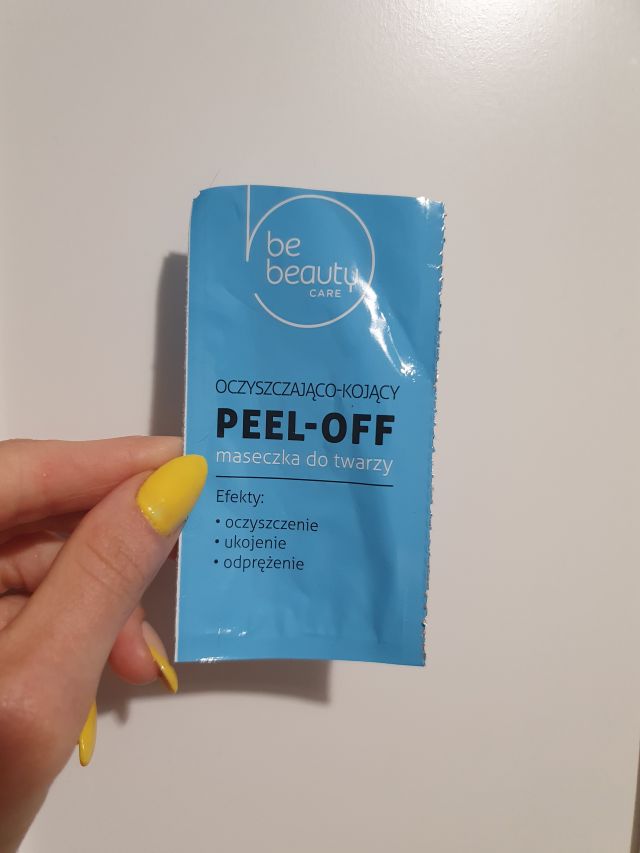 be
beauty
CARE
OCZYSZCZAJĄCO-KOJĄCY
PEEL-OFF
maseczka do twarzy
Efekty:
• oczyszczenie
• ukojenie
• odprężenie